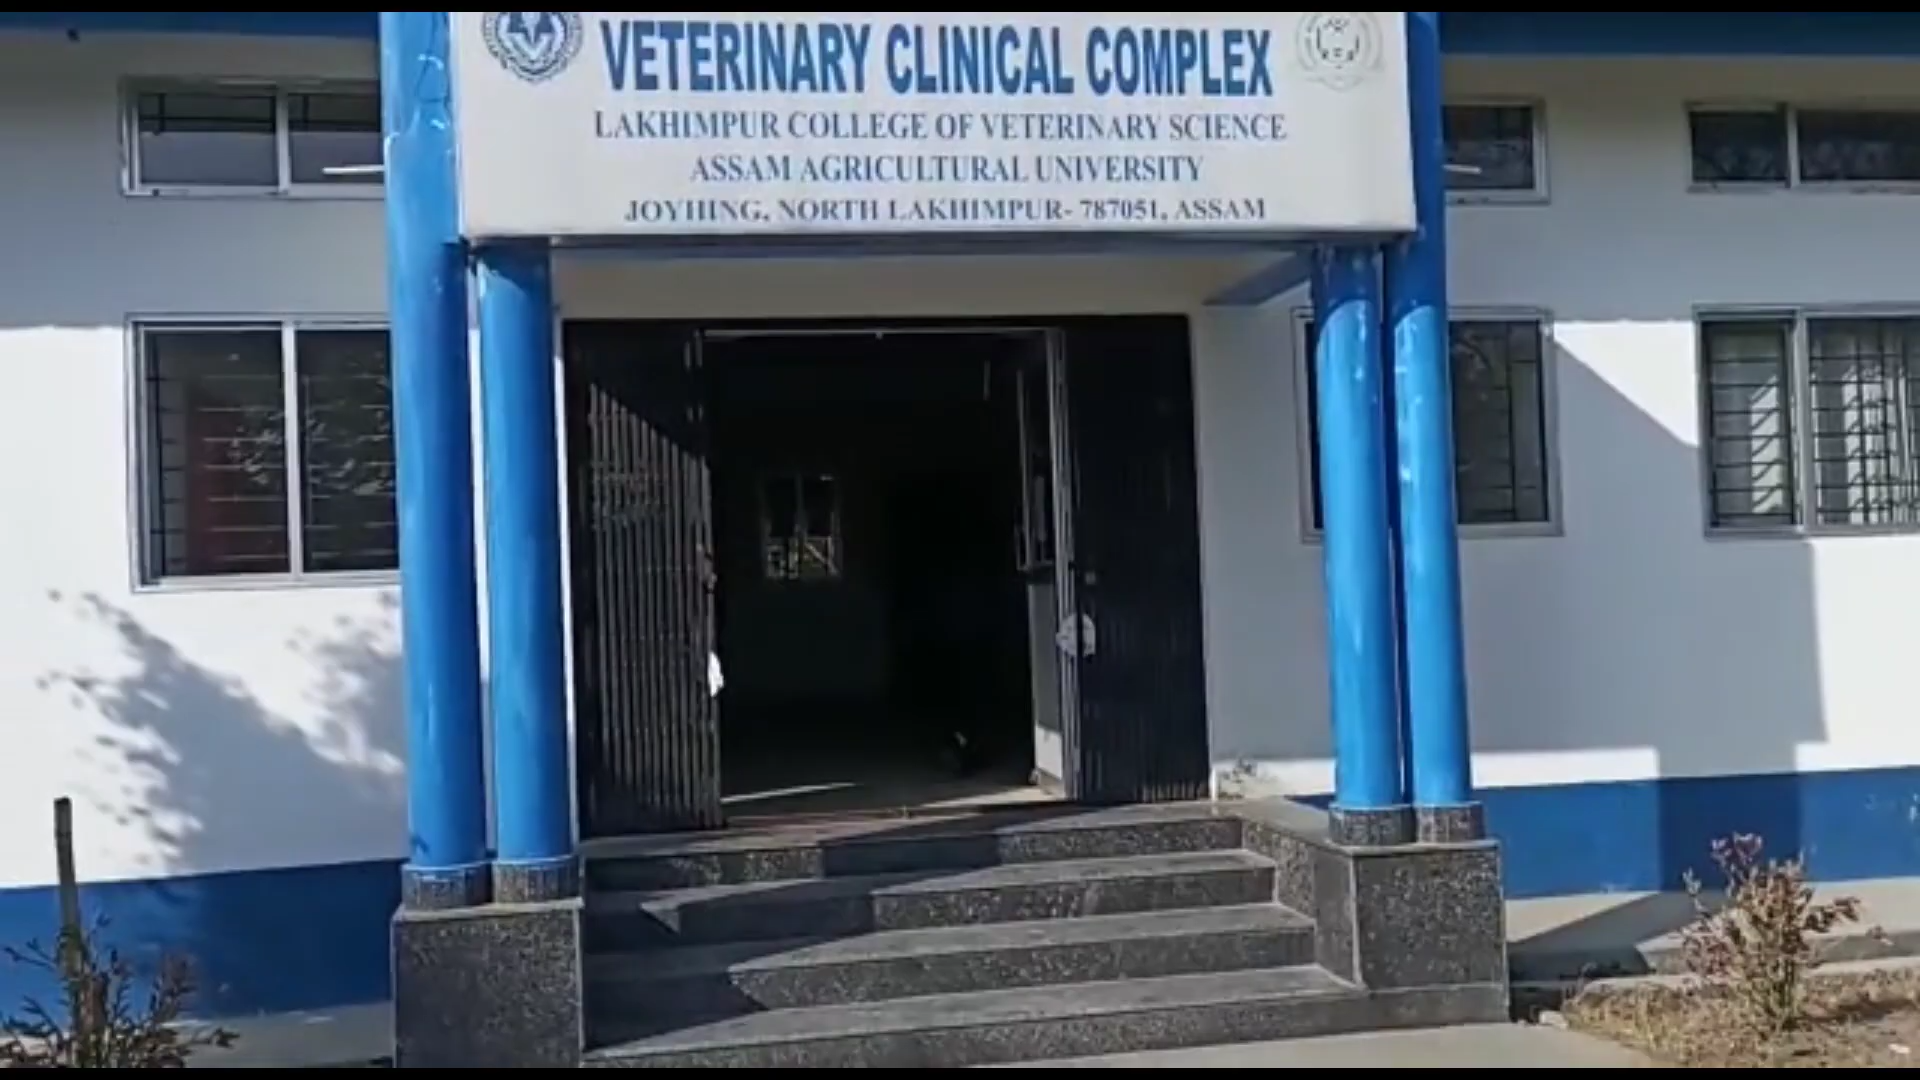 VETERINARY CLINICAL COMPLEX
LAKHIMPUR COLLEGE OF VETERINARY SCIENCE
ASSAM AGRICULTURAL UNIVERSITY
JOYHING, NORTH LAKHIMPUR- 787051, ASSAM